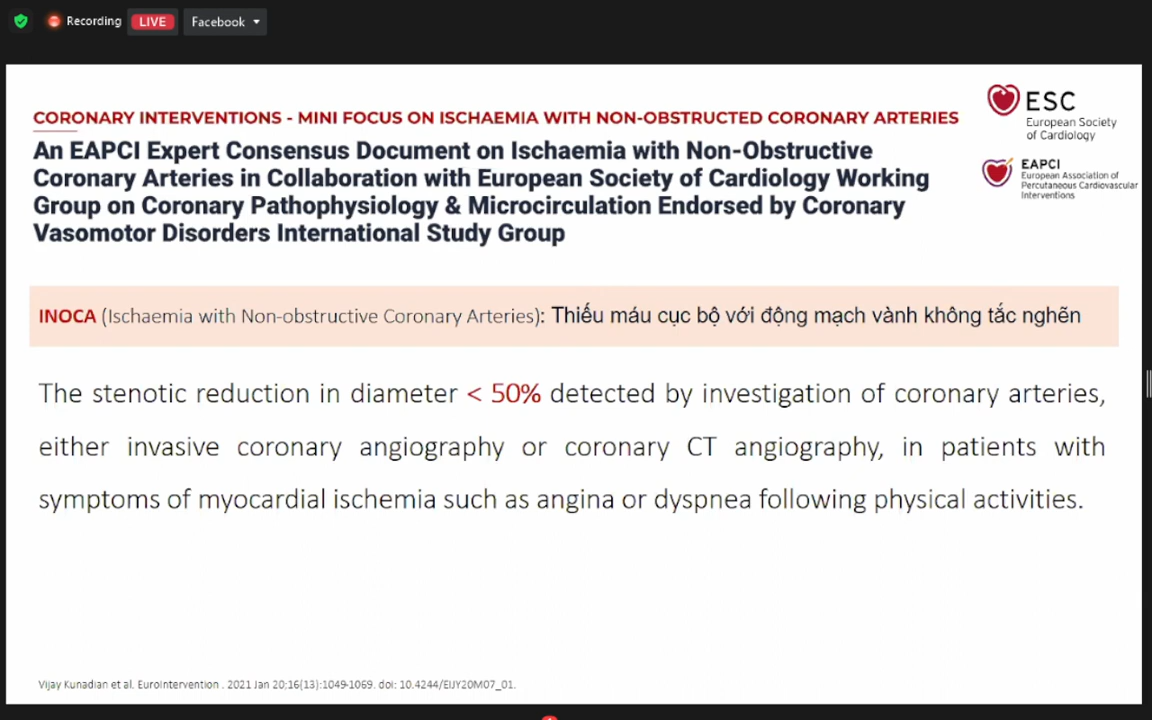 Recording LIVE Facebook
CORONARY INTERVENTIONS - MINI FOCUS ON ISCHAEMIA WITH NON-OBSTRUCTED CORONARY ARTERIES
ESC
European Society
of Cardiology
An EAPCI Expert Consensus Document on Ischaemia with Non-Obstructive
Coronary Arteries in Collaboration with European Society of Cardiology Working
Group on Coronary Pathophysiology & Microcirculation Endorsed by Coronary
Vasomotor Disorders International Study Group
EAPCI
European Association of
Percutaneous Cardiovascular
Interventions
INOCA (Ischaemia with Non-obstructive Coronary Arteries): Thiếu máu cục bộ với động mạch vành không tắc nghẽn
The stenotic reduction in diameter < 50% detected by investigation of coronary arteries,
either invasive coronary angiography or coronary CT angiography, in patients with
symptoms of myocardial ischemia such as angina or dyspnea following physical activities.
Vijay Kunadian et al. EuroIntervention . 2021 Jan 20;16(13):1049-1069. doi: 10.4244/EIJY20M07_01.